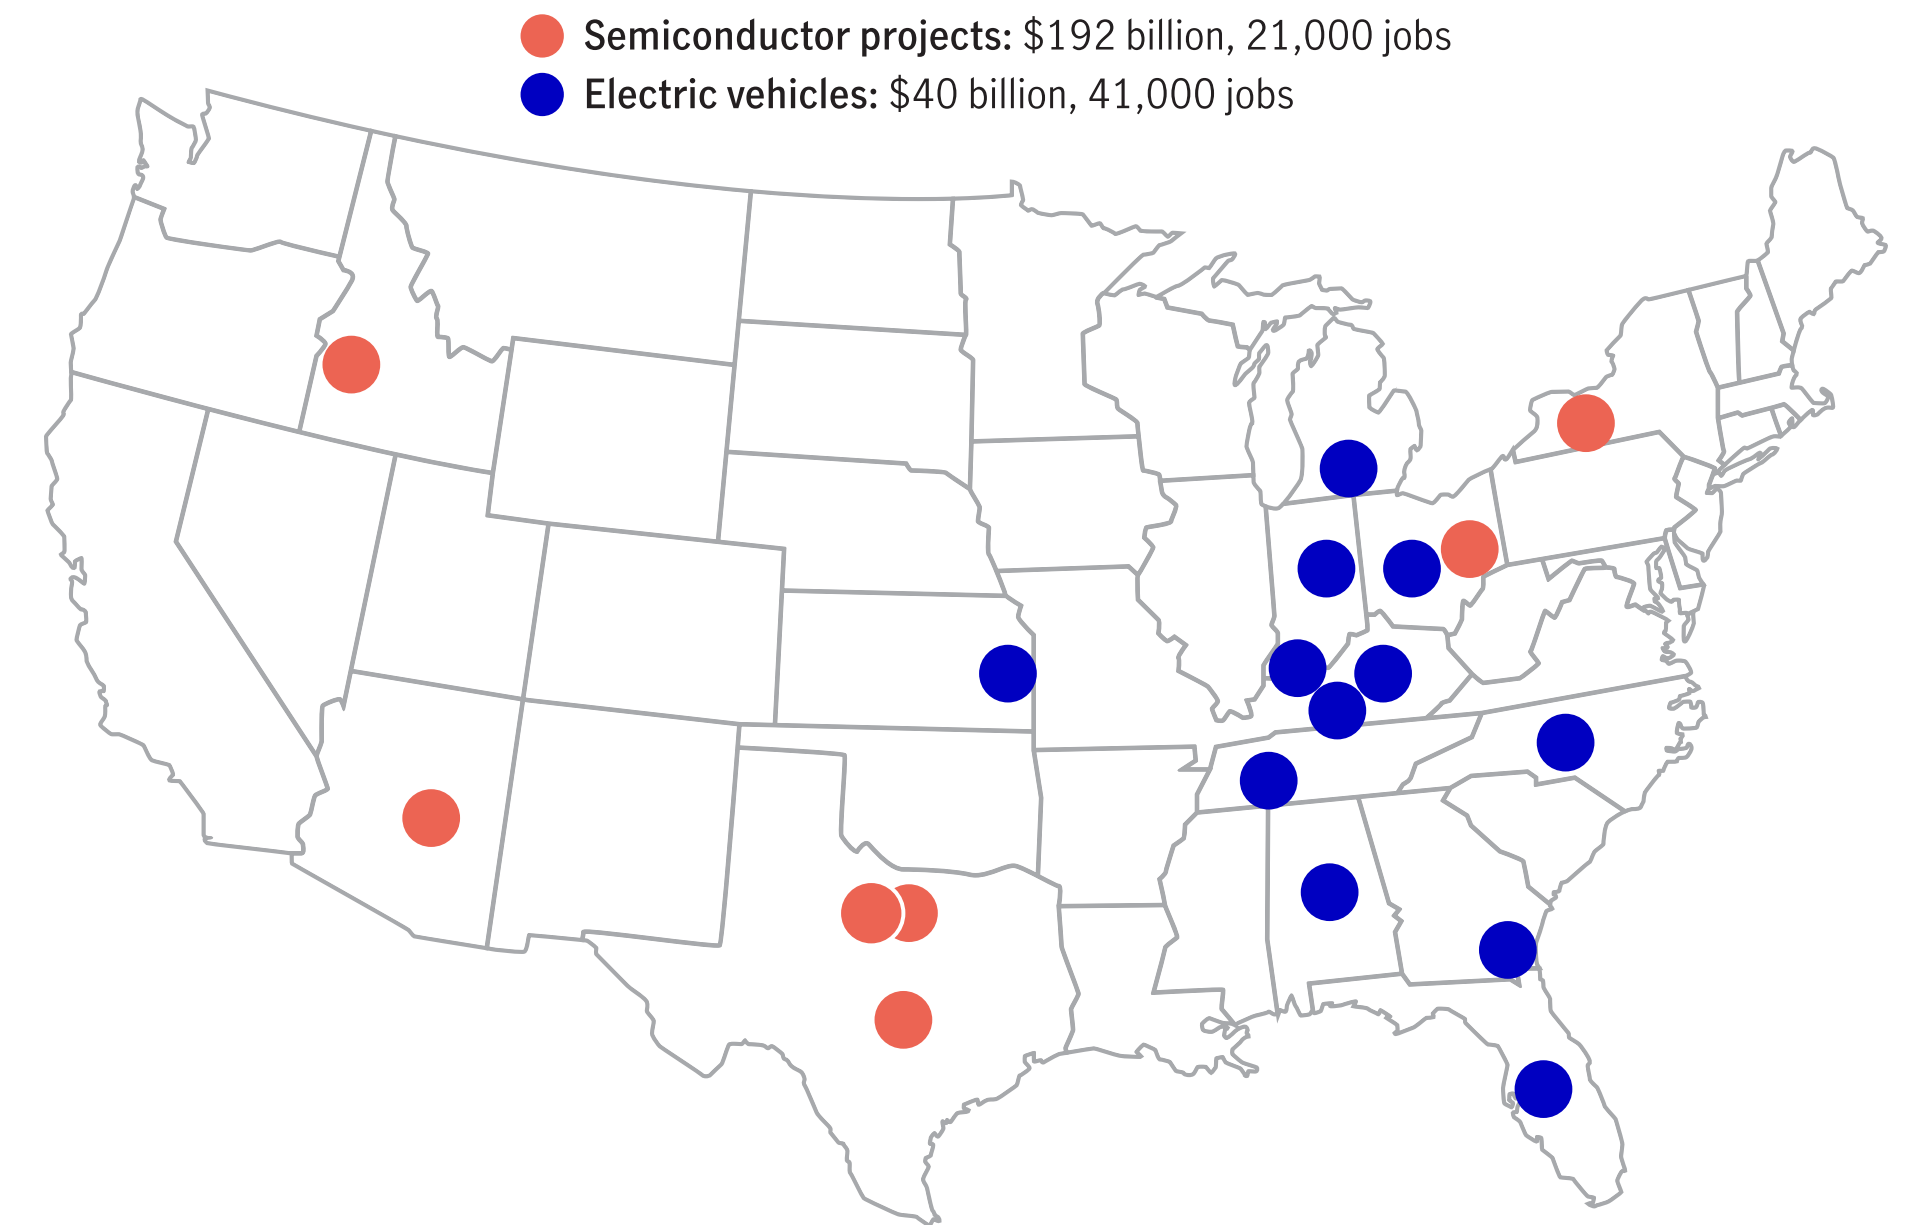 Semiconductor projects: $192 billion, 21,000 jobs
Electric vehicles: $40 billion, 41,000 jobs